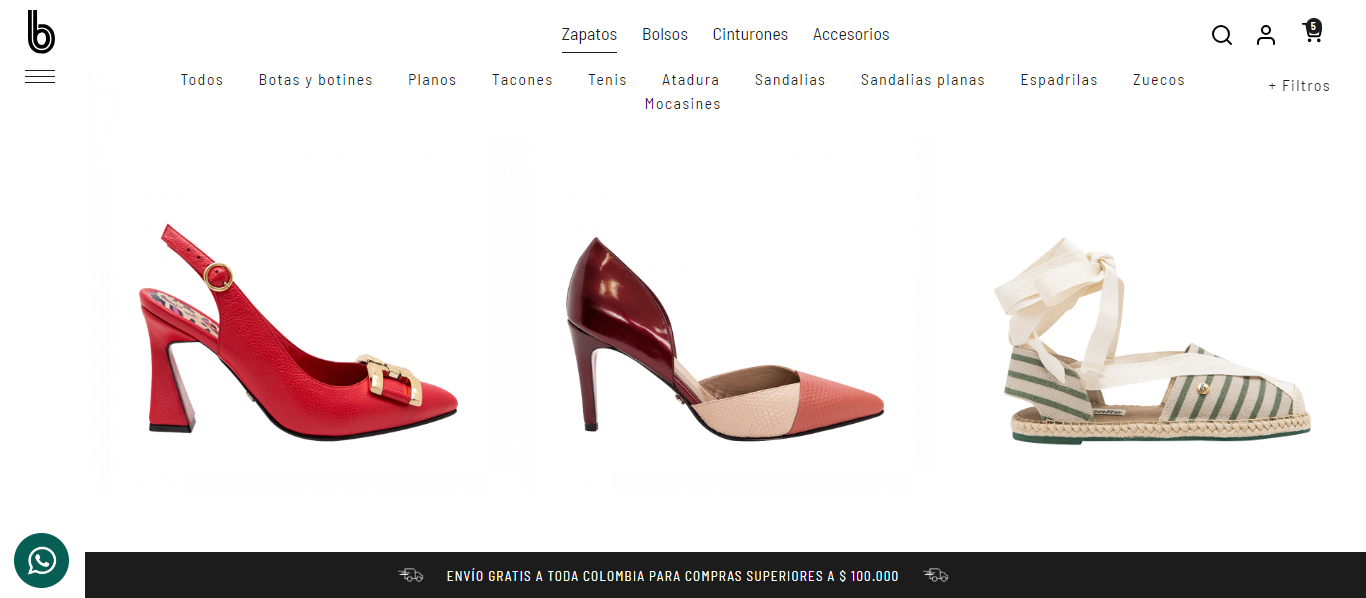 b
Zapatos Bolsos Cinturones Accesorios
5
Todos Botas y botines Planos Tacones Tenis Atadura Sandalias Sandalias planas Espadrilas Zuecos
Mocasines
+ Filtros
ENVÍO GRATIS A TODA COLOMBIA PARA COMPRAS SUPERIORES A $ 100.000